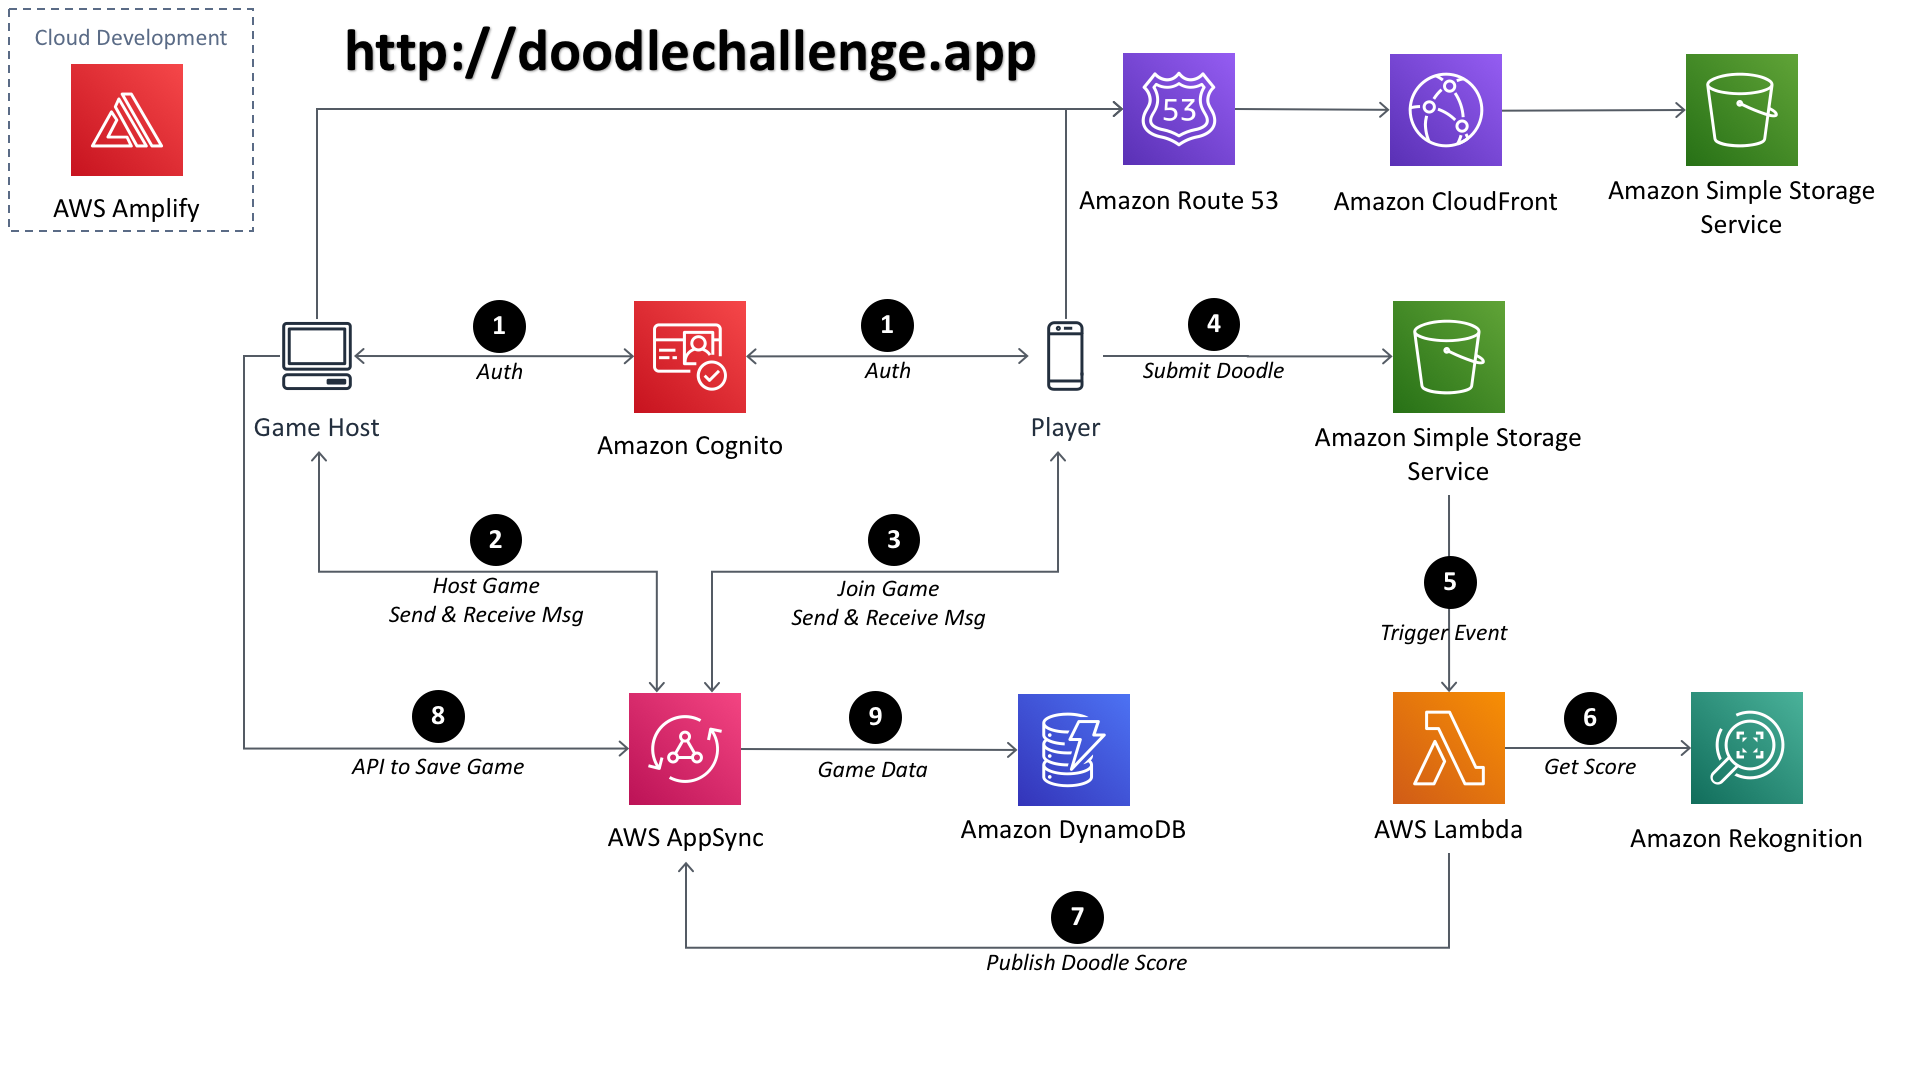 Cloud Development
http://doodlechallenge.app
53
AWS Amplify
Amazon Route 53
Amazon CloudFront
Amazon Simple Storage
Service
1
Auth
1
Auth
4
Submit Doodle
Game Host
Amazon Cognito
Player
Amazon Simple Storage
Service
2
Host Game
Send & Receive Msg
3
Join Game
Send & Receive Msg
5
Trigger Event
8
API to Save Game
9
Game Data
6
Get Score
AWS AppSync
Amazon DynamoDB
AWS Lambda
Amazon Rekognition
7
Publish Doodle Score